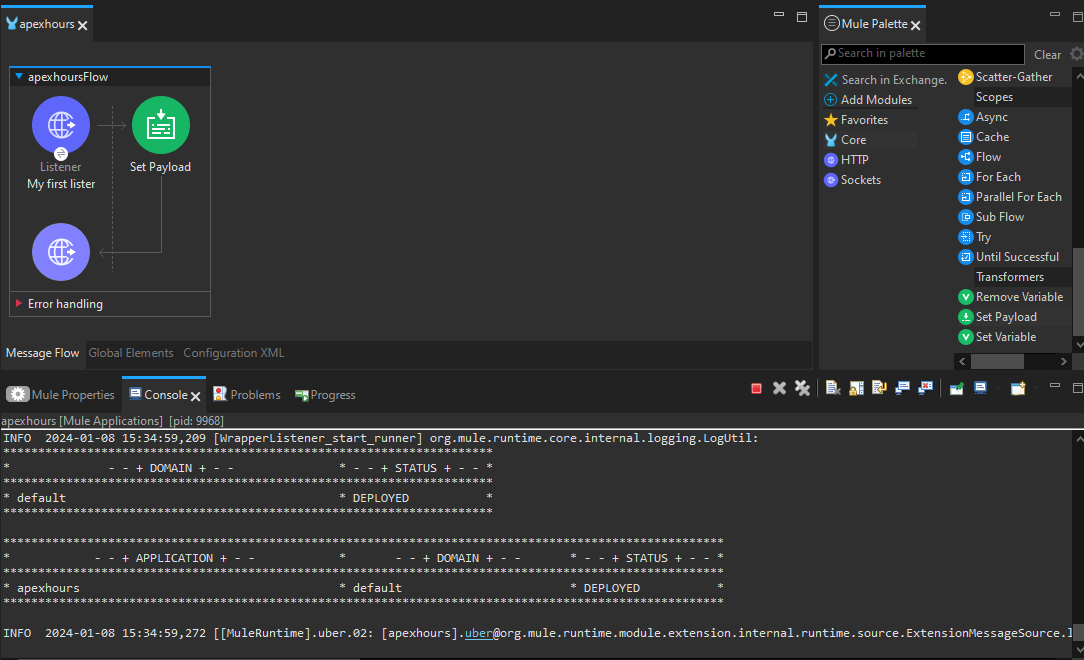 apexhours
apexhoursFlow
Listener
My first lister
Set Payload
Error handling
Message Flow Global Elements Configuration XML
Mule Palette
Search in palette Clear
Search in Exchange.
Add Modules
Favorites
Core
HTTP
Sockets
Scatter-Gather
Scopes
Async
Cache
Flow
For Each
Parallel For Each
Sub Flow
Try
Until Successful
Transformers
Remove Variable
Set Payload
Set Variable
Mule Properties Console Problems Progress
apexhours [Mule Applications] [pid: 9968]
INFO  2024-01-08 15:34:59,209 [WrapperListener_start_runner] org.mule.runtime.core.internal.logging.LogUtil:
**********************************************************************
*              - - + DOMAIN + - -               * - - + STATUS + - - *
**********************************************************************
* default                                       * DEPLOYED           *
**********************************************************************
*******************************************************************************************************
*            - - + APPLICATION + - -            *       - - + DOMAIN + - -       * - - + STATUS + - - *
*******************************************************************************************************
* apexhours                                     * default                        * DEPLOYED           *
*******************************************************************************************************
INFO  2024-01-08 15:34:59,272 [[MuleRuntime].uber.02: [apexhours].uber@org.mule.runtime.module.extension.internal.runtime.source.ExtensionMessageSource.l